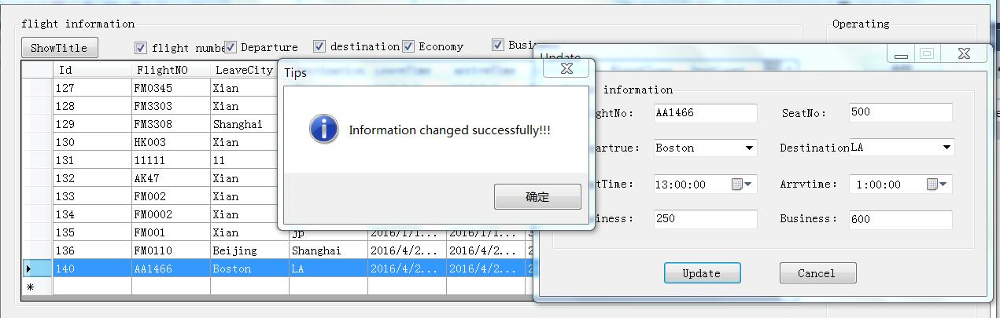 flight information
Operating
ShowTitle
flight numbe
Departure
destination
Economy
Busi
Id FlightNO LeaveCity
127 FM0345 Xian
128 FM3303 Xian
129 FM3308 Shanghai
130 HK003 Xian
131 11111 11
132 AK47 Xian
133 FM002 Xian
134 FM0002 Xian
135 FM001 Xian jp 2016/1/1... 2016/1/1...
136 FM0110 Beijing Shanghai 2016/4/2... 2016/4/2... 2
140 AA1466 Boston LA 2016/4/2... 2016/4/2... 2
Tips
Information changed successfully!!!
确定
Update
information
ghtNo: AA1466 SeatNo: 500
artrue: Boston Destination LA
tTime: 13:00:00 Arrvtime: 1:00:00
iness: 250 Business: 600
Update Cancel